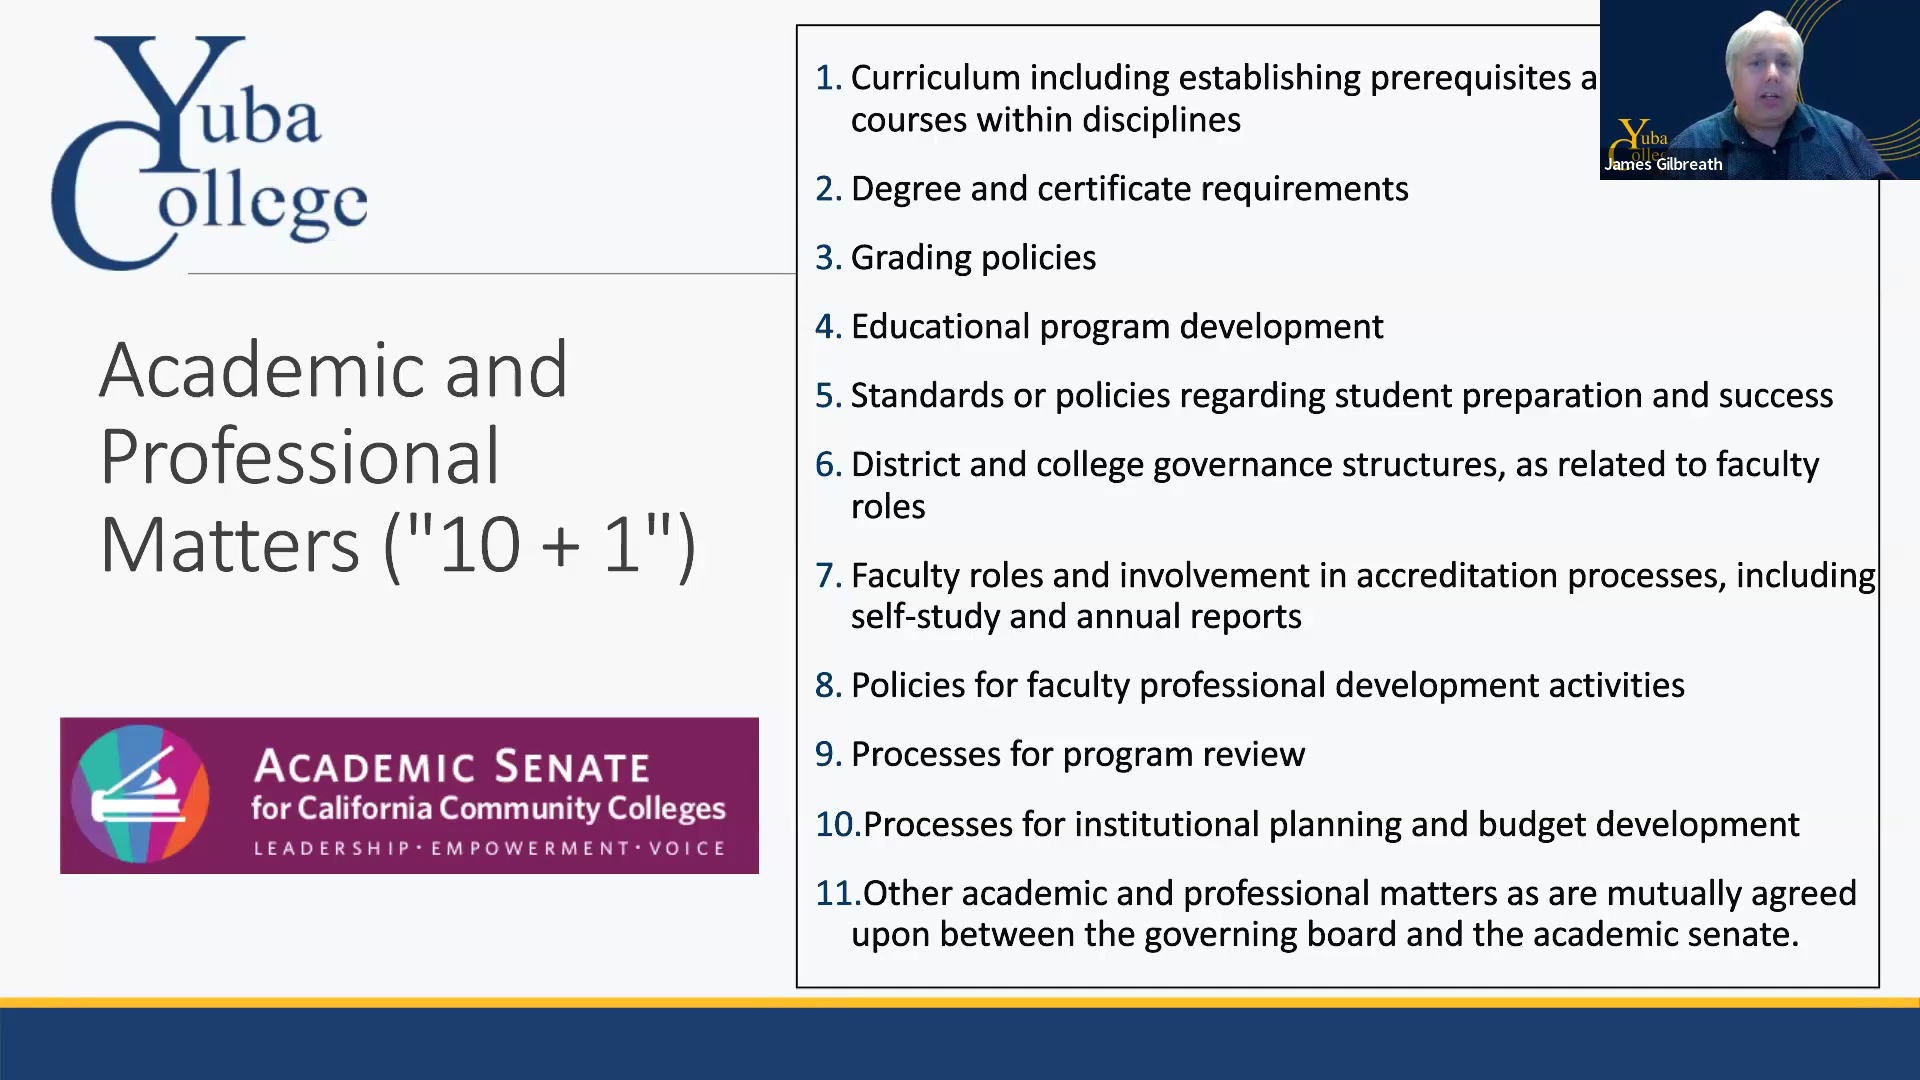 Yuba
College
Academic and
Professional
Matters ("10 + 1")
ACADEMIC SENATE
for California Community Colleges
LEADERSHIP · EMPOWERMENT · VOICE
1. Curriculum including establishing prerequisites
courses within disciplines
2. Degree and certificate requirements
3. Grading policies
4. Educational program development
5. Standards or policies regarding student preparation and success
6. District and college governance structures, as related to faculty
roles
7. Faculty roles and involvement in accreditation processes, including
self-study and annual reports
8. Policies for faculty professional development activities
9. Processes for program review
10.Processes for institutional planning and budget development
11.Other academic and professional matters as are mutually agreed
upon between the governing board and the academic senate.
Yuba
James Gilbreath